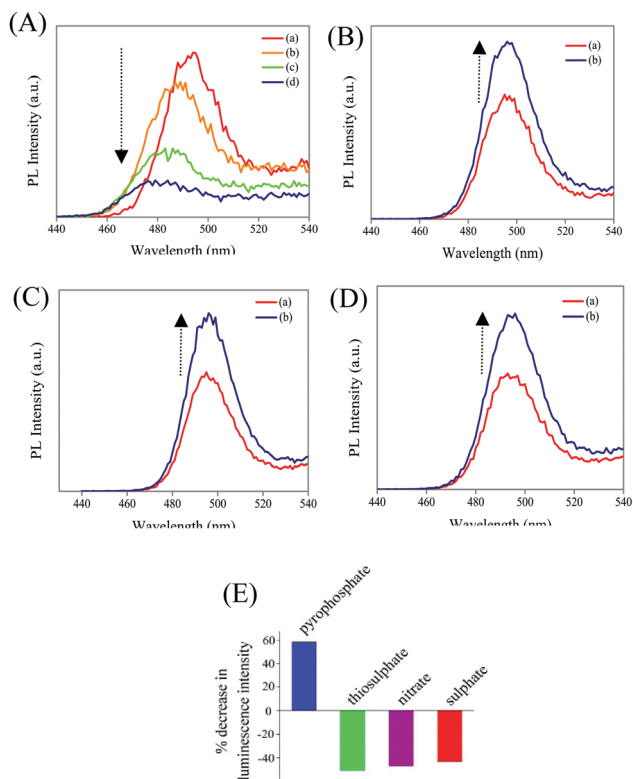 (A)
(a)
(b)
(c)
(d)
PL Intensity (a.u.)
440 460 480 500 520 540
Wavelength (nm)
(B)
(a)
(b)
PL Intensity (a.u.)
440 460 480 500 520 540
Wavelength (nm)
(C)
(a)
(b)
PL Intensity (a.u.)
440 460 480 500 520 540
Wavelength (nm)
(D)
(a)
(b)
PL Intensity (a.u.)
440 460 480 500 520 540
Wavelength (nm)
(E)
% decrease in
luminescence intensity
60
40
20
0
-40
pyrophosphate
thiosulphate
nitrate
sulphate